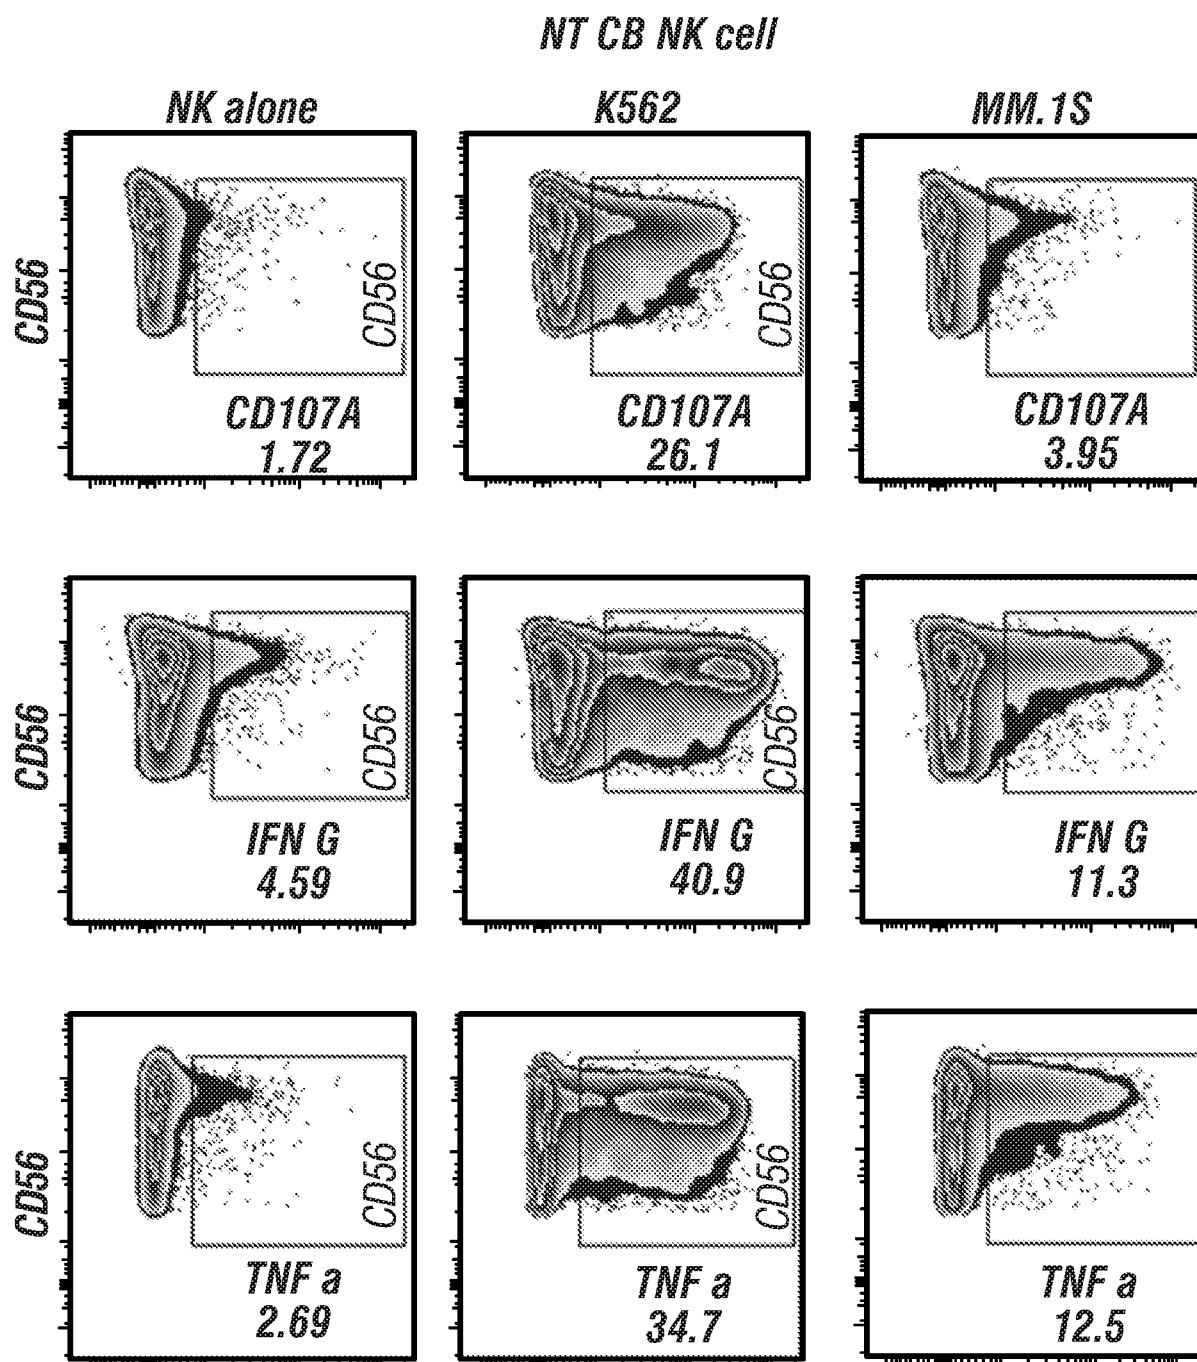 NT CB NK cell
NK alone
K562
MM.1S
CD56
CD56
CD107A
1.72
CD56
CD107A
26.1
CD107A
3.95
CD56
CD56
IFN G
4.59
CD56
IFN G
40.9
IFN G
11.3
CD56
CD56
TNF a
2.69
CD56
TNF a
34.7
TNF a
12.5